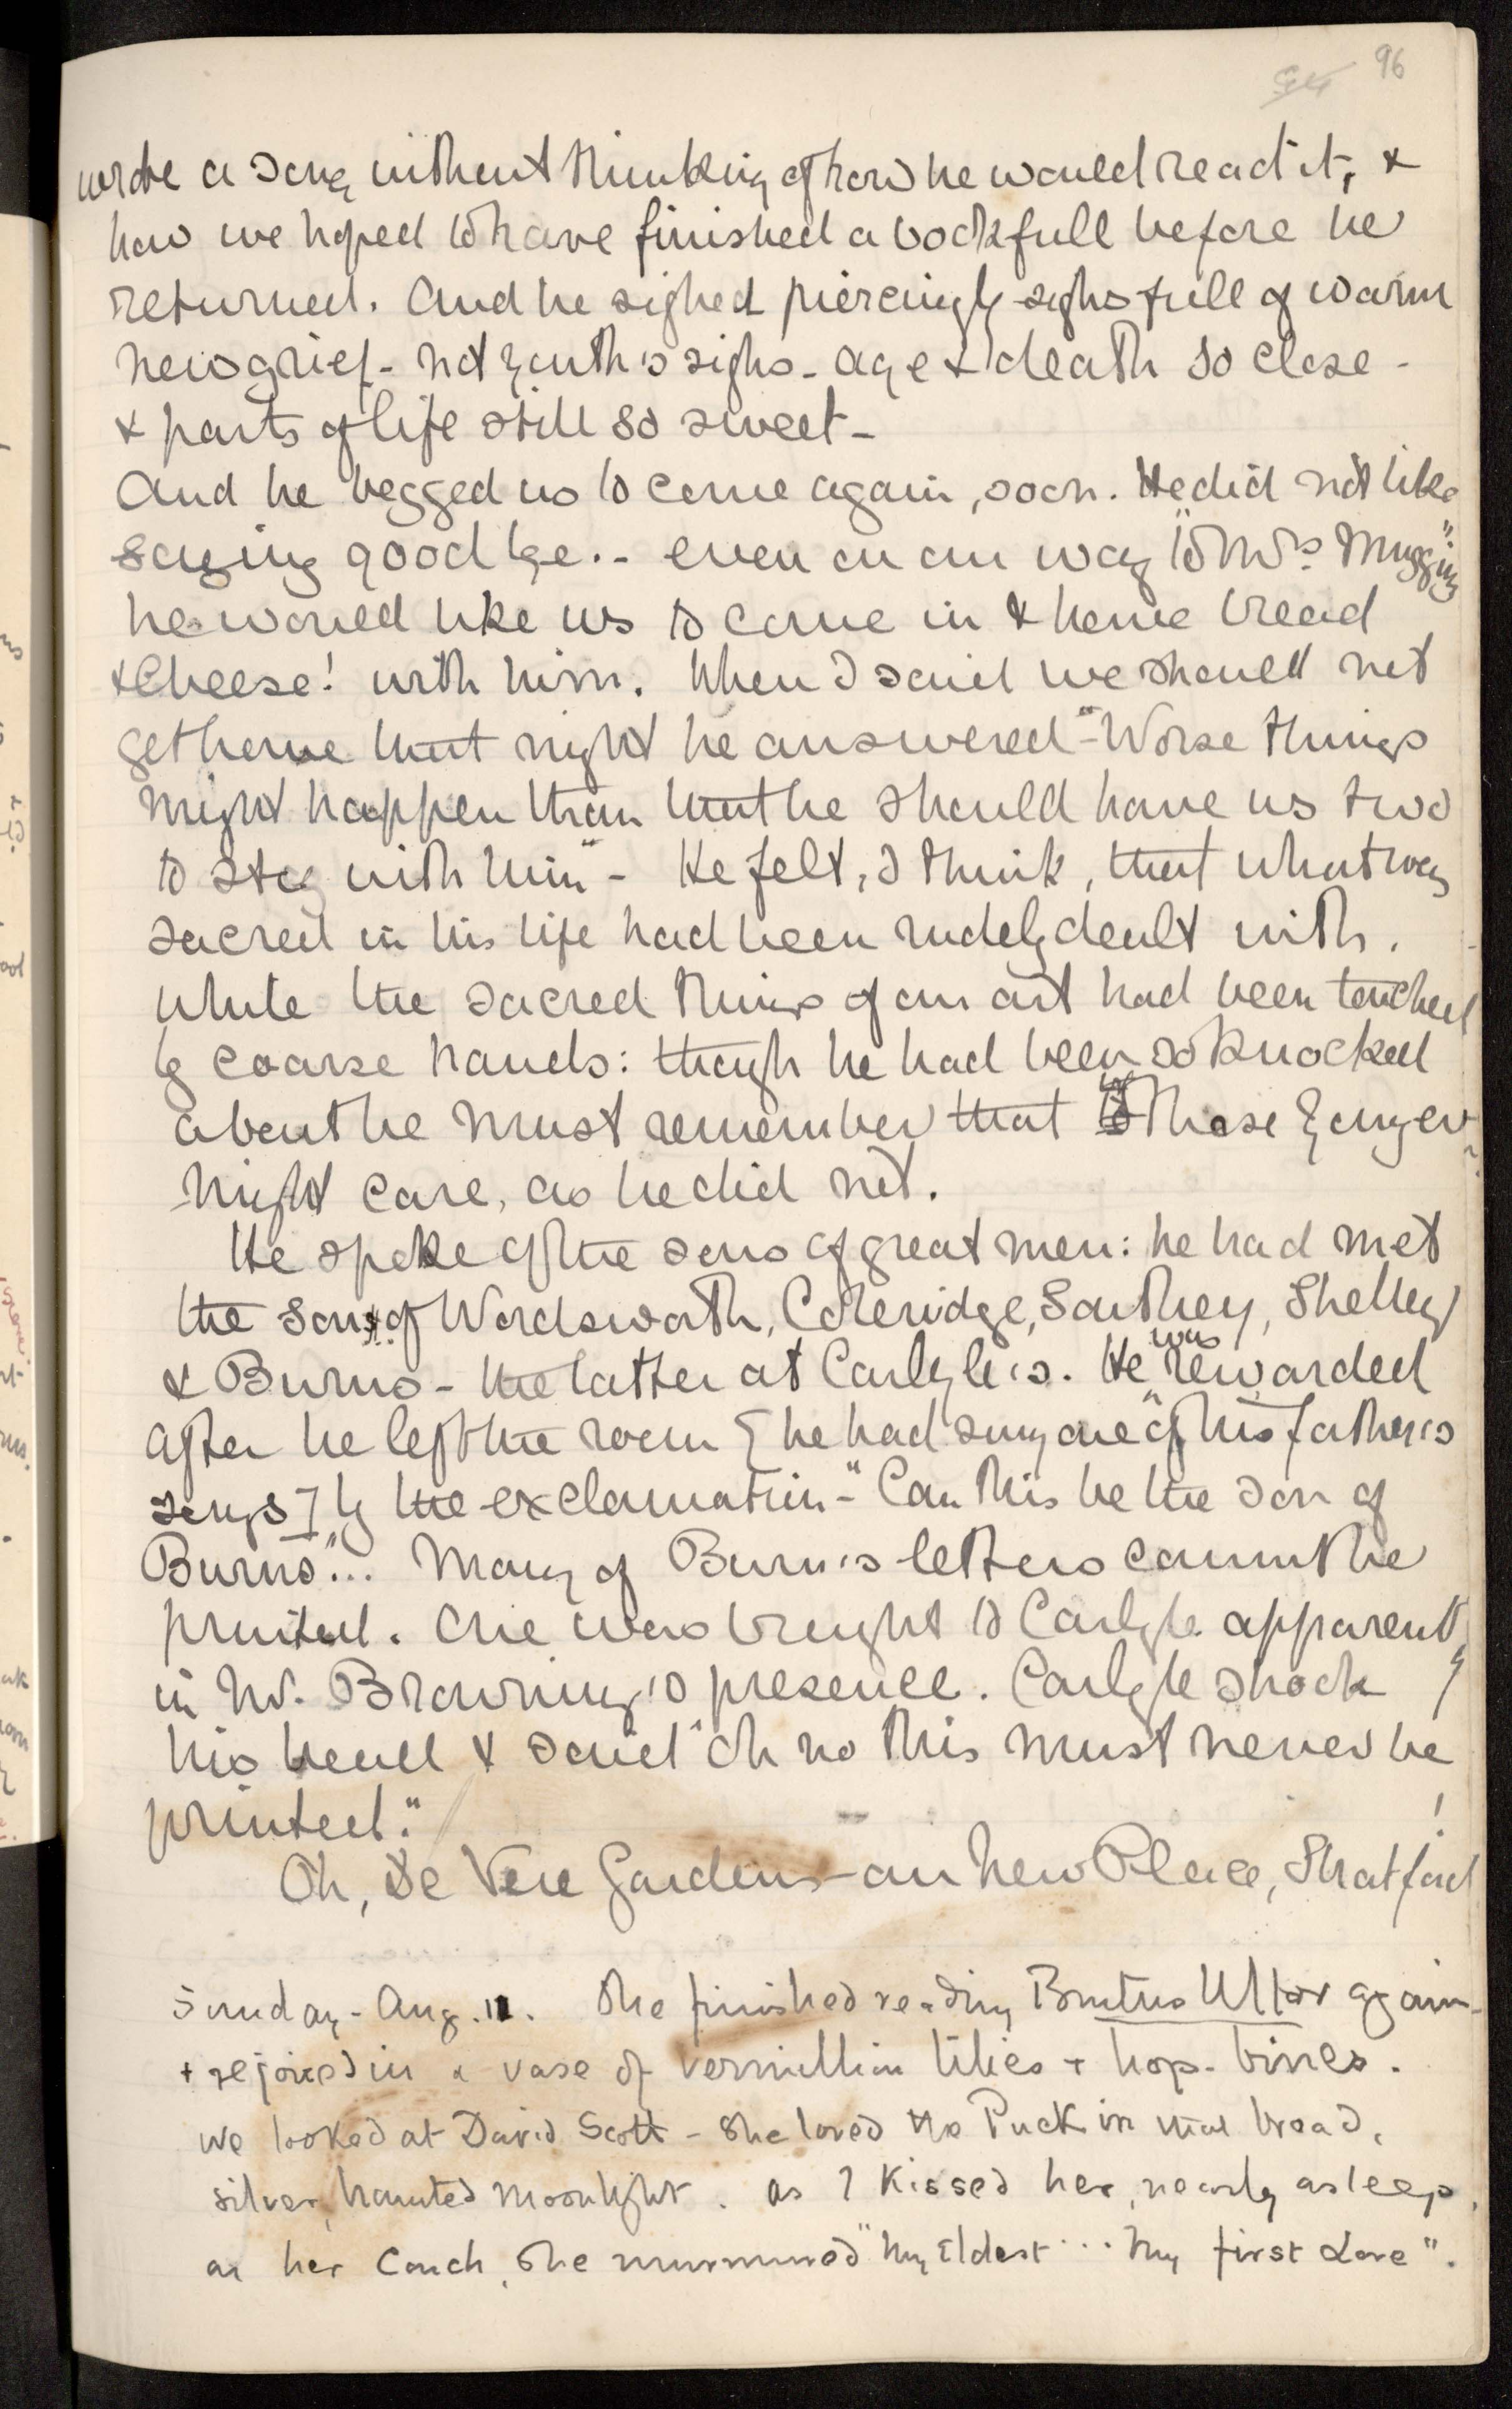 96
wrote a song without thinking of how he would read it, &
how we hoped to have finished a bookfull before he
returned. And he sighed piercingly sighs full of warm
new grief - not youth's sighs - age & death so close -
& parts of life still so sweet -
And he begged us to come again, soon. He did not like
saying good bye.- even on our way "to Mrs Muggins"
he would like us to come in & have bread
& Cheese! with him. When I said we should not
get home that night he answered - "Worse things
might happen than that he should have us two
to stay with him" - He felt, I think, that what was
sacred in his life had been rudely dealt with.
while the sacred things of our art had been touched
by coarse hands: though he had been so knocked
about he must remember that we those younger
might care, as he did not.
He spoke of the sons of great men: he had met
the sons of Wordsworth, Coleridge, Southey, Shelley
& Burns - the latter at Carlyle's. He was rewarded
after he left the room [he had sung one of his father's
songs] by the exclamation - "Can this be the son of
Burns"... Many of Burn's letters cannot be
printed. One was brought to Carlyle apparently
in Mr. Browning's presence. Carlyle shook
his head & said "Oh no this must never be
printed."
Oh, De Vere Gardens - our New Place, Stratford!
Sunday - Aug. 11. She finished reading Brutus Ultor again -
+ rejoiced in a vase of vermillion lilies + hop-bines.
We looked at David Scott - She loved the Puck in that broad,
silver, haunted moonlight. As I kissed her, nearly asleep,
on her couch, she murmured "My Eldest ... My first Love".